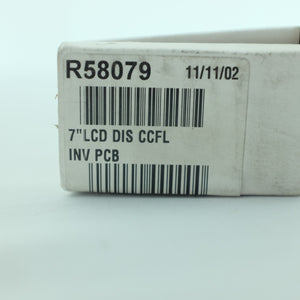 R58079 11/11/02
7"LCD DIS CCFL
INV PCB